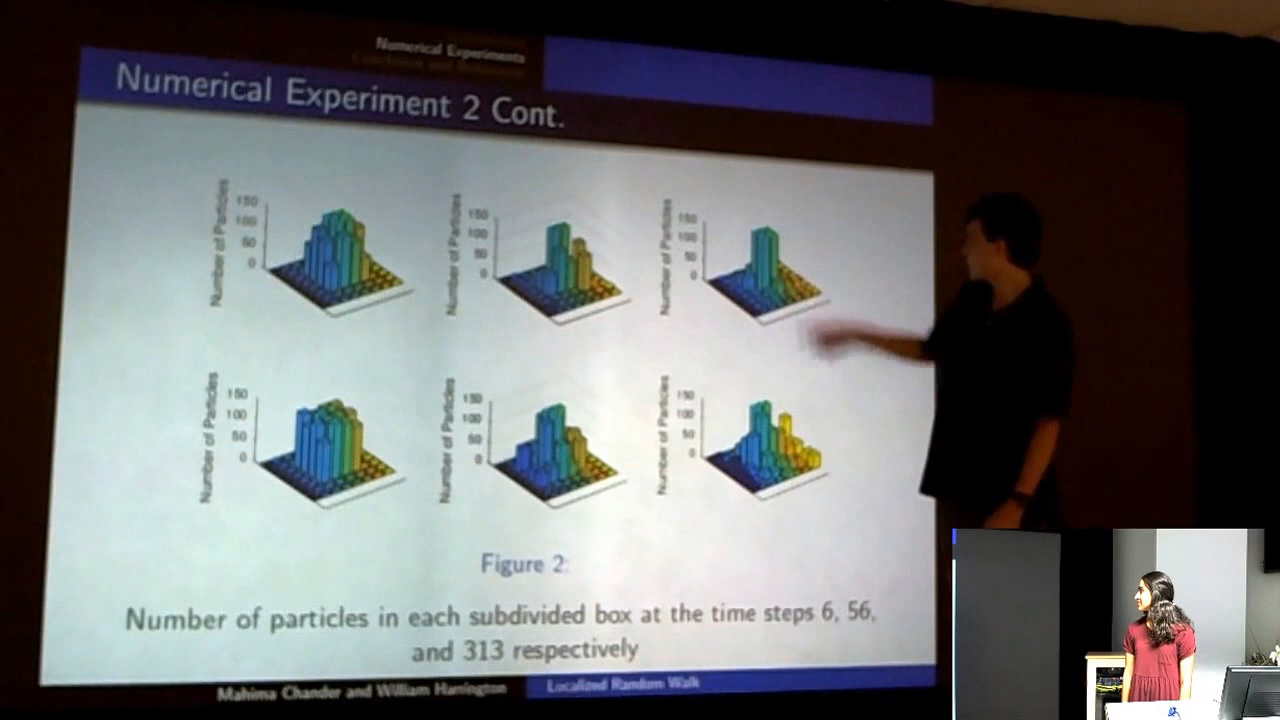 Numerical Experiments
Numerical Experiment 2 Cont.
Number of Particles
150
100
50
0
Number of Particles
150
100
50
0
Number of Particles
150
100
50
0
Number of Particles
150
100
50
0
Number of Particles
150
100
50
0
Number of Particles
150
100
50
0
Figure 2:
Number of particles in each subdivided box at the time steps 6, 56,
and 313 respectively
Mahima Chander and William Harrington
Localized Random Walk